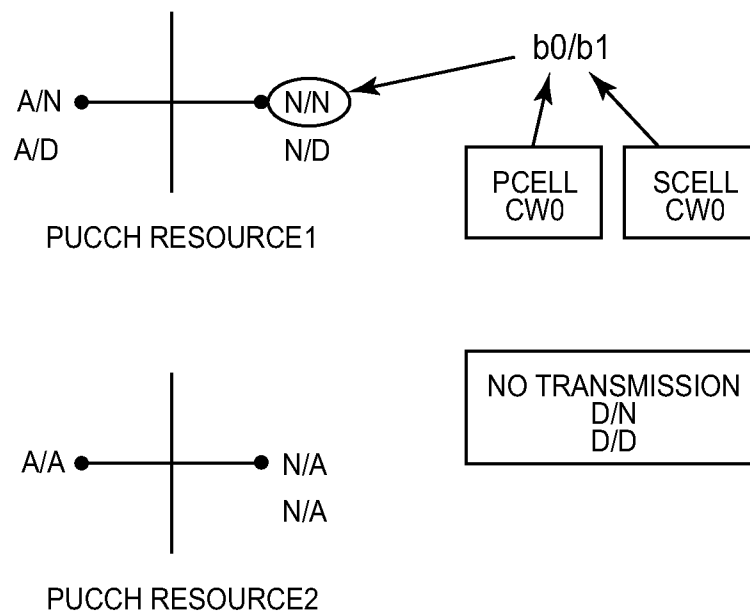 b0/b1
A/N N/N
A/D N/D
PCELL
CW0
SCELL
CW0
PUCCH RESOURCE1
NO TRANSMISSION
D/N
D/D
A/A N/A
N/A
PUCCH RESOURCE2